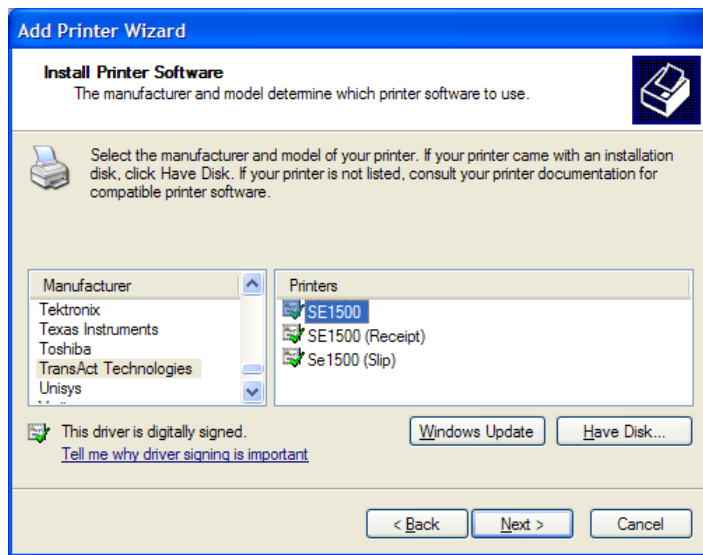 Add Printer Wizard
Install Printer Software
The manufacturer and model determine which printer software to use.
Select the manufacturer and model of your printer. If your printer came with an installation
disk, click Have Disk. If your printer is not listed, consult your printer documentation for
compatible printer software.
Manufacturer
Tektronix
Texas Instruments
Toshiba
TransAct Technologies
Unisys
Printers
SE1500
SE1500 (Receipt)
Se1500 (Slip)
This driver is digitally signed.
Tell me why driver signing is important
Windows Update
Have Disk...
< Back
Next >
Cancel